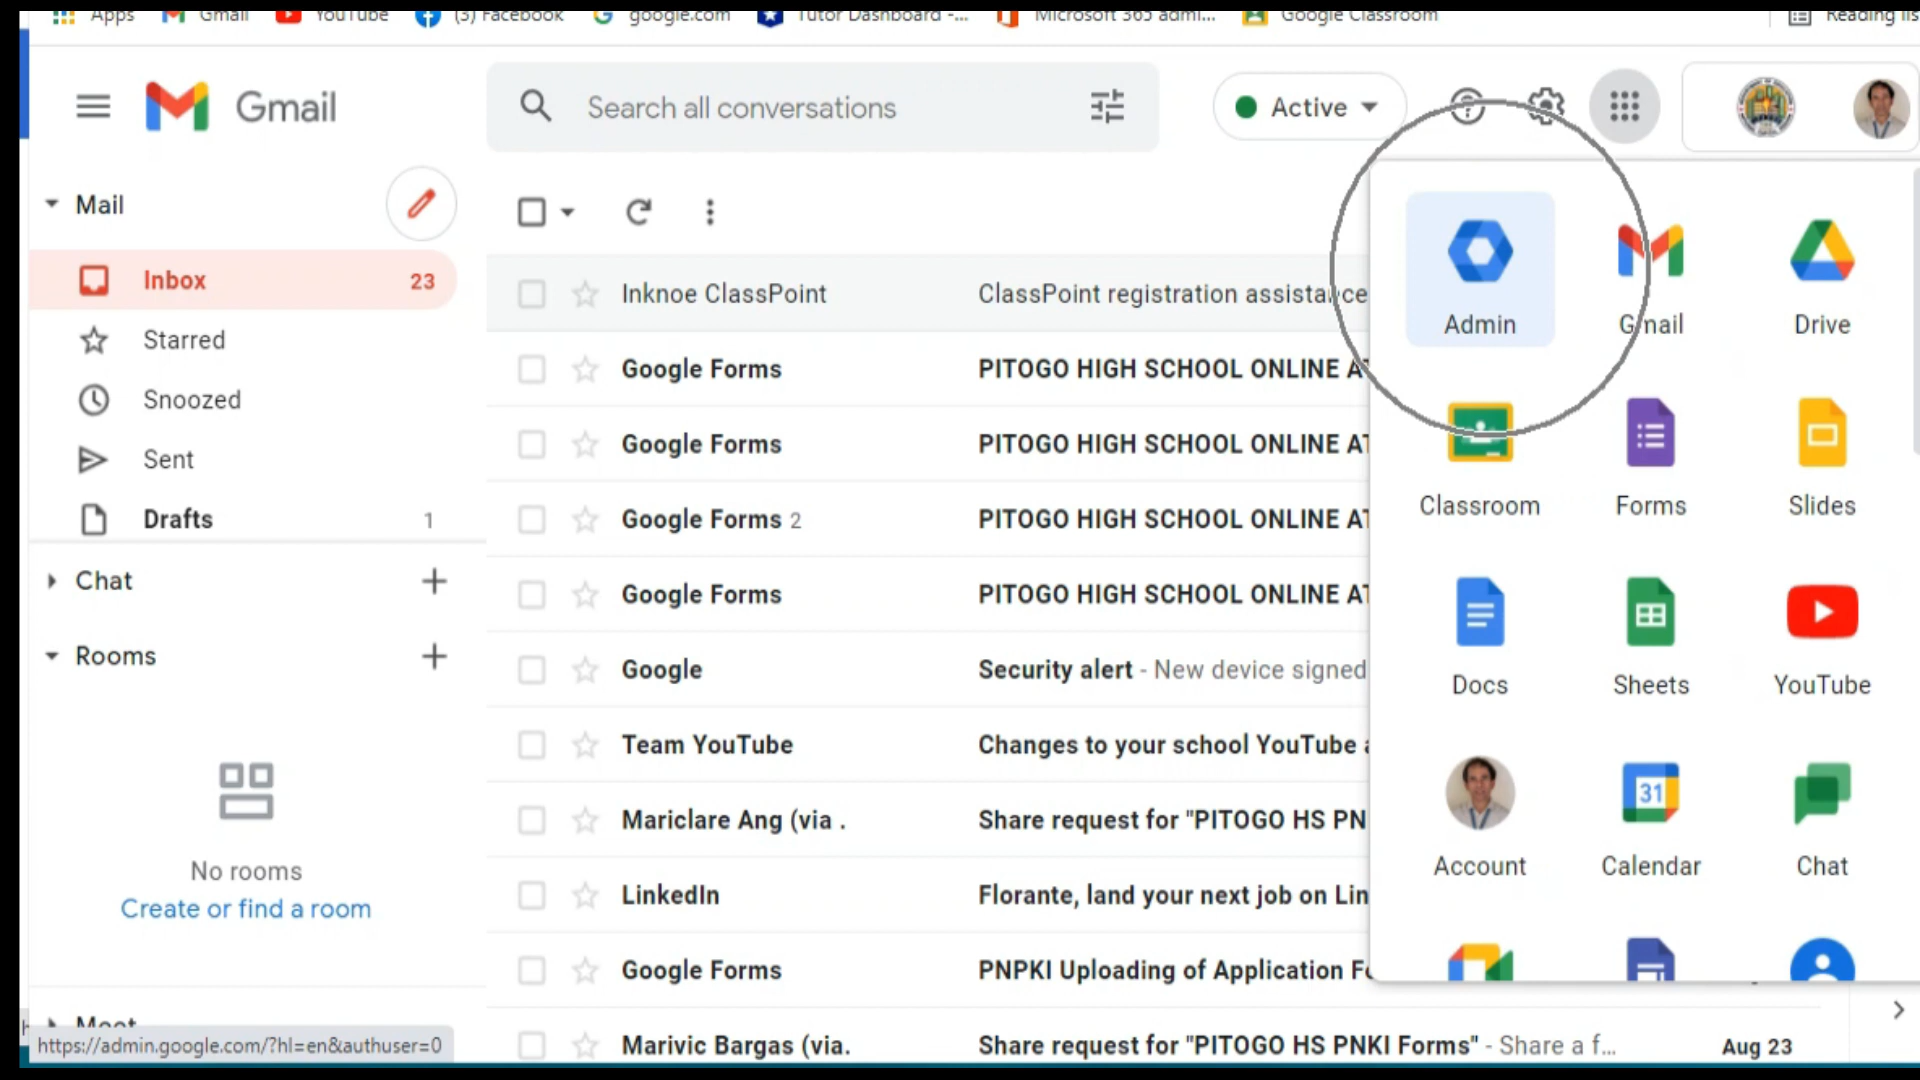 Apps Gmail YouTube (3) Facebook google.com Tutor Dashboard -... Microsoft 365 admi... Google Classroom Reading lis
Gmail
Search all conversations
Active
Mail
Inbox 23
Starred
Snoozed
Sent
Drafts 1
Chat
Rooms
No rooms
Create or find a room
Meet
https://admin.google.com/?hl=en&authuser=0
Inknoe ClassPoint ClassPoint registration assistance
Google Forms PITOGO HIGH SCHOOL ONLINE AT
Google Forms PITOGO HIGH SCHOOL ONLINE AT
Google Forms 2 PITOGO HIGH SCHOOL ONLINE AT
Google Forms PITOGO HIGH SCHOOL ONLINE AT
Google Security alert - New device signed
Team YouTube Changes to your school YouTube a
Mariclare Ang (via . Share request for "PITOGO HS PN
LinkedIn Florante, land your next job on Lin
Google Forms PNPKI Uploading of Application Fo
Marivic Bargas (via. Share request for "PITOGO HS PNKI Forms" - Share a f... Aug 23
Admin Gmail Drive
Classroom Forms Slides
Docs Sheets YouTube
31
Account Calendar Chat